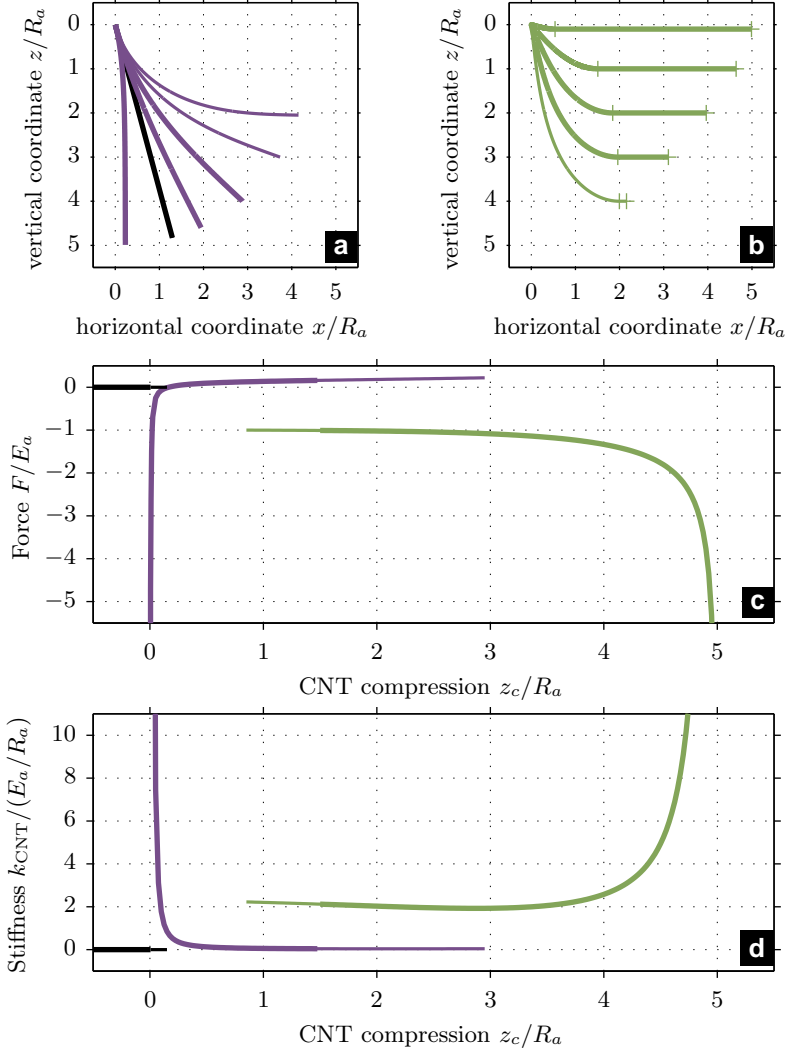 0
1
2
3
4
5
vertical coordinate z/R_a
0 1 2 3 4 5
horizontal coordinate x/R_a
a
0
1
2
3
4
5
vertical coordinate z/R_a
0 1 2 3 4 5
horizontal coordinate x/R_a
b
0
−1
−2
−3
−4
−5
Force F/E_a
0 1 2 3 4 5
CNT compression z_c/R_a
c
10
8
6
4
2
0
Stiffness k_CNT/(E_a/R_a)
0 1 2 3 4 5
CNT compression z_c/R_a
d